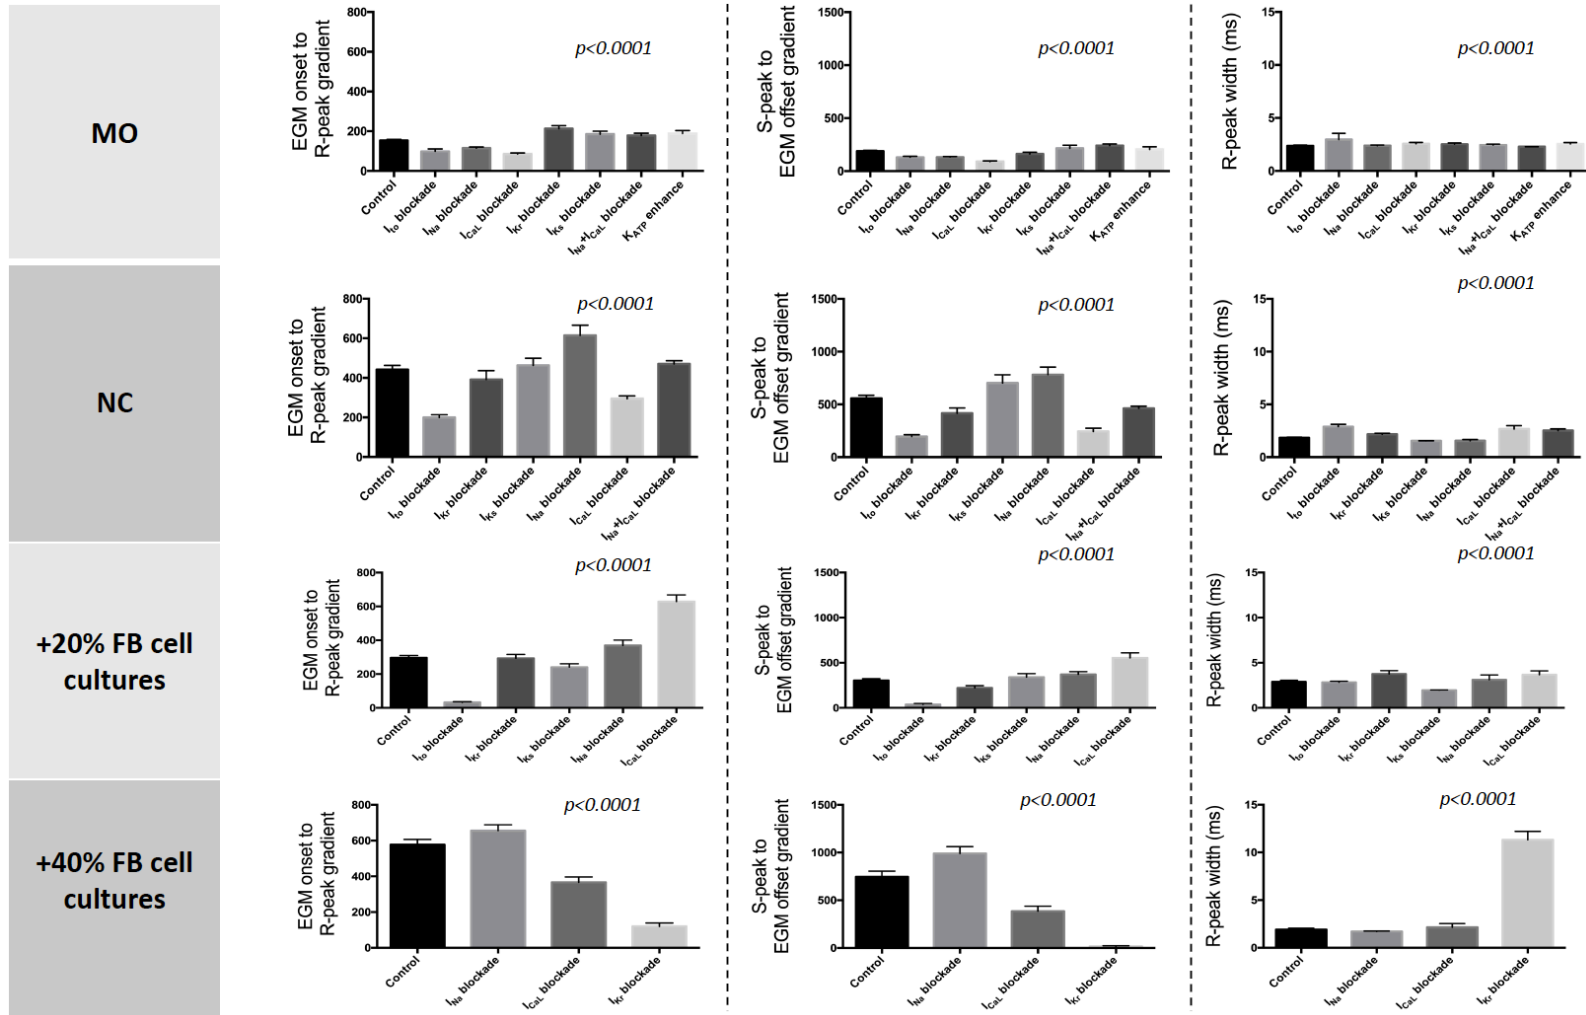 MO
EGM onset to
R-peak gradient
800
600
400
200
0
p<0.0001
Control
Ito blockade
INa blockade
ICaL blockade
IKr blockade
IKs blockade
INa+ICaL blockade
KATP enhance
S-peak to
EGM offset gradient
1500
1000
500
0
p<0.0001
Control
Ito blockade
INa blockade
ICaL blockade
IKr blockade
IKs blockade
INa+ICaL blockade
KATP enhance
R-peak width (ms)
15
10
5
0
p<0.0001
Control
Ito blockade
INa blockade
ICaL blockade
IKr blockade
IKs blockade
INa+ICaL blockade
KATP enhance
NC
EGM onset to
R-peak gradient
800
600
400
200
0
p<0.0001
Control
Ito blockade
IKr blockade
IKs blockade
INa blockade
ICaL blockade
INa+ICaL blockade
S-peak to
EGM offset gradient
1500
1000
500
0
p<0.0001
Control
Ito blockade
IKr blockade
IKs blockade
INa blockade
ICaL blockade
INa+ICaL blockade
R-peak width (ms)
15
10
5
0
p<0.0001
Control
Ito blockade
IKr blockade
IKs blockade
INa blockade
ICaL blockade
INa+ICaL blockade
+20% FB cell
cultures
EGM onset to
R-peak gradient
800
600
400
200
0
p<0.0001
Control
Ito blockade
IKr blockade
IKs blockade
INa blockade
ICaL blockade
S-peak to
EGM offset gradient
1500
1000
500
0
p<0.0001
Control
Ito blockade
IKr blockade
IKs blockade
INa blockade
ICaL blockade
R-peak width (ms)
15
10
5
0
p<0.0001
Control
Ito blockade
IKr blockade
IKs blockade
INa blockade
ICaL blockade
+40% FB cell
cultures
EGM onset to
R-peak gradient
800
600
400
200
0
p<0.0001
Control
INa blockade
ICaL blockade
IKr blockade
S-peak to
EGM offset gradient
1500
1000
500
0
p<0.0001
Control
INa blockade
ICaL blockade
IKr blockade
R-peak width (ms)
15
10
5
0
p<0.0001
Control
INa blockade
ICaL blockade
IKr blockade